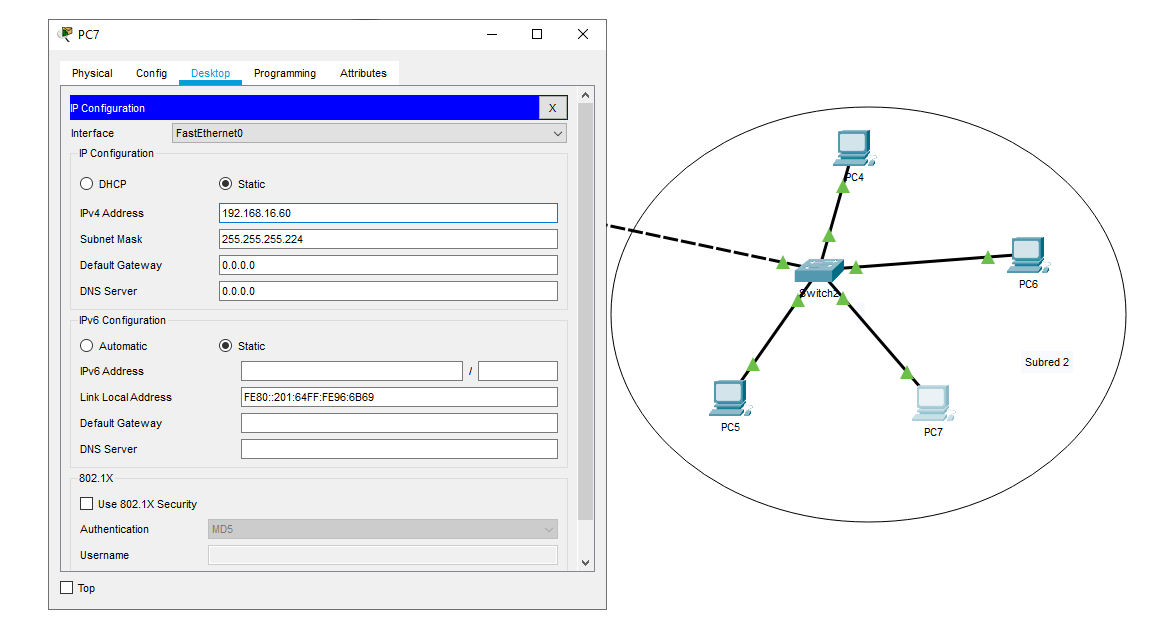 PC7
Physical Config Desktop Programming Attributes
IP Configuration X
Interface FastEthernet0
IP Configuration
DHCP Static
IPv4 Address 192.168.16.60
Subnet Mask 255.255.255.224
Default Gateway 0.0.0.0
DNS Server 0.0.0.0
IPv6 Configuration
Automatic Static
IPv6 Address /
Link Local Address FE80::201:64FF:FE96:6B69
Default Gateway
DNS Server
802.1X
Use 802.1X Security
Authentication MD5
Username
Top
PC4
Switch2
PC6
Subred 2
PC5
PC7